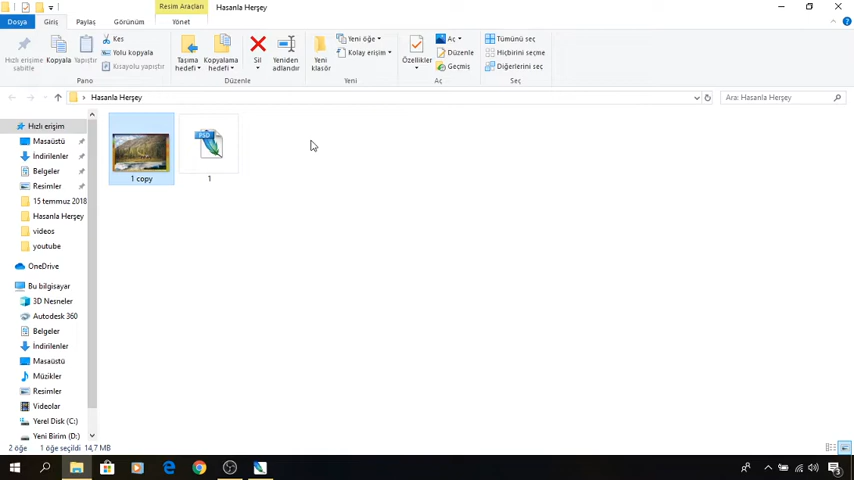 Resim Araçları
Hasanla Herşey
Dosya
Giriş
Paylaş
Görünüm
Yönet
Hızlı erişime sabitle
Kopyala
Yapıştır
Kes
Yolu kopyala
Kısayolu yapıştır
Pano
Taşıma hedefi
Kopyalama hedefi
Sil
Yeniden adlandır
Düzenle
Yeni klasör
Yeni öğe
Kolay erişim
Yeni
Özellikler
Aç
Düzenle
Geçmiş
Aç
Tümünü seç
Hiçbirini seçme
Diğerlerini seç
Seç
Hasanla Herşey
Ara: Hasanla Herşey
Hızlı erişim
Masaüstü
İndirilenler
Belgeler
Resimler
15 temmuz 2018
Hasanla Herşey
videos
youtube
OneDrive
Bu bilgisayar
3D Nesneler
Autodesk 360
Belgeler
İndirilenler
Masaüstü
Müzikler
Resimler
Videolar
Yerel Disk (C:)
Yeni Birim (D:)
1 copy
PSD
1
2 öğe
1 öğe seçildi 14,7 MB
3